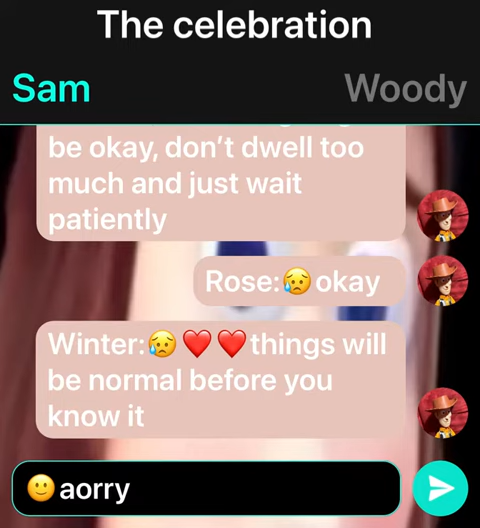 The celebration
Sam Woody
be okay, don't dwell too
much and just wait
patiently
Rose:😥okay
Winter:😥❤️❤️things will
be normal before you
know it
🙂aorry